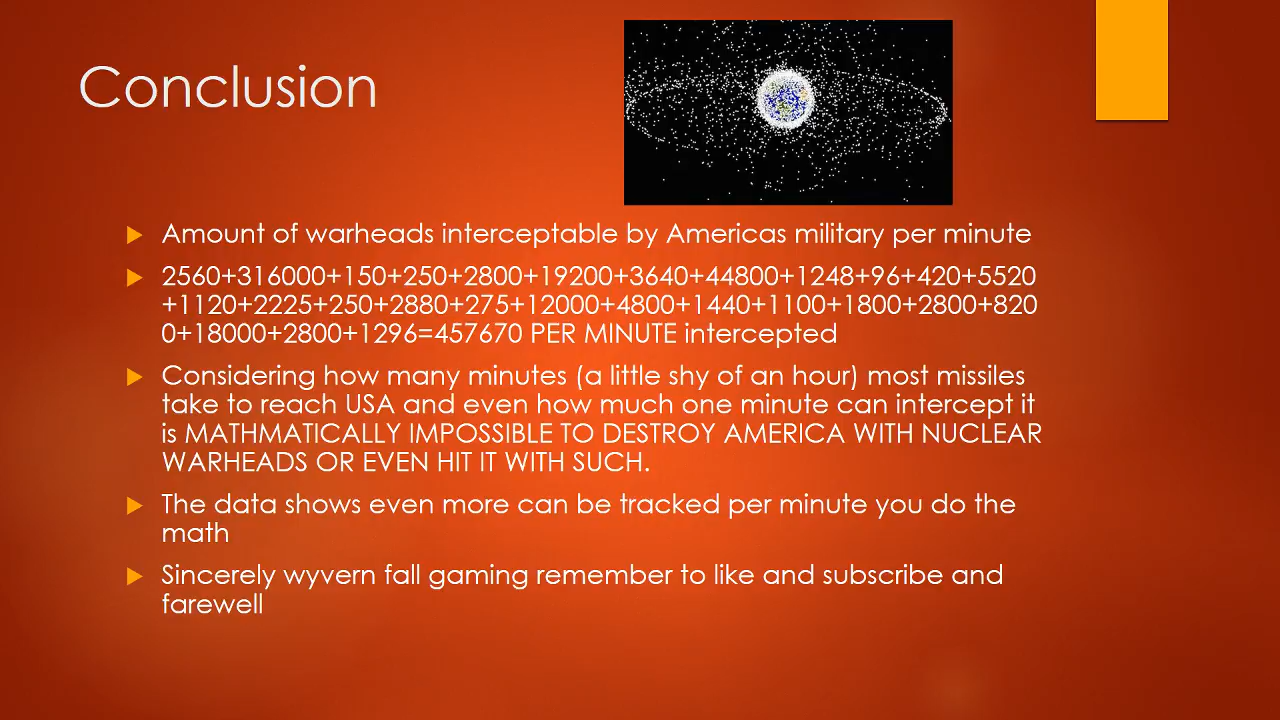 Conclusion
Amount of warheads interceptable by Americas military per minute
2560+316000+150+250+2800+19200+3640+44800+1248+96+420+5520
+1120+2225+250+2880+275+12000+4800+1440+1100+1800+2800+820
0+18000+2800+1296=457670 PER MINUTE intercepted
Considering how many minutes (a little shy of an hour) most missiles
take to reach USA and even how much one minute can intercept it
is MATHMATICALLY IMPOSSIBLE TO DESTROY AMERICA WITH NUCLEAR
WARHEADS OR EVEN HIT IT WITH SUCH.
The data shows even more can be tracked per minute you do the
math
Sincerely wyvern fall gaming remember to like and subscribe and
farewell